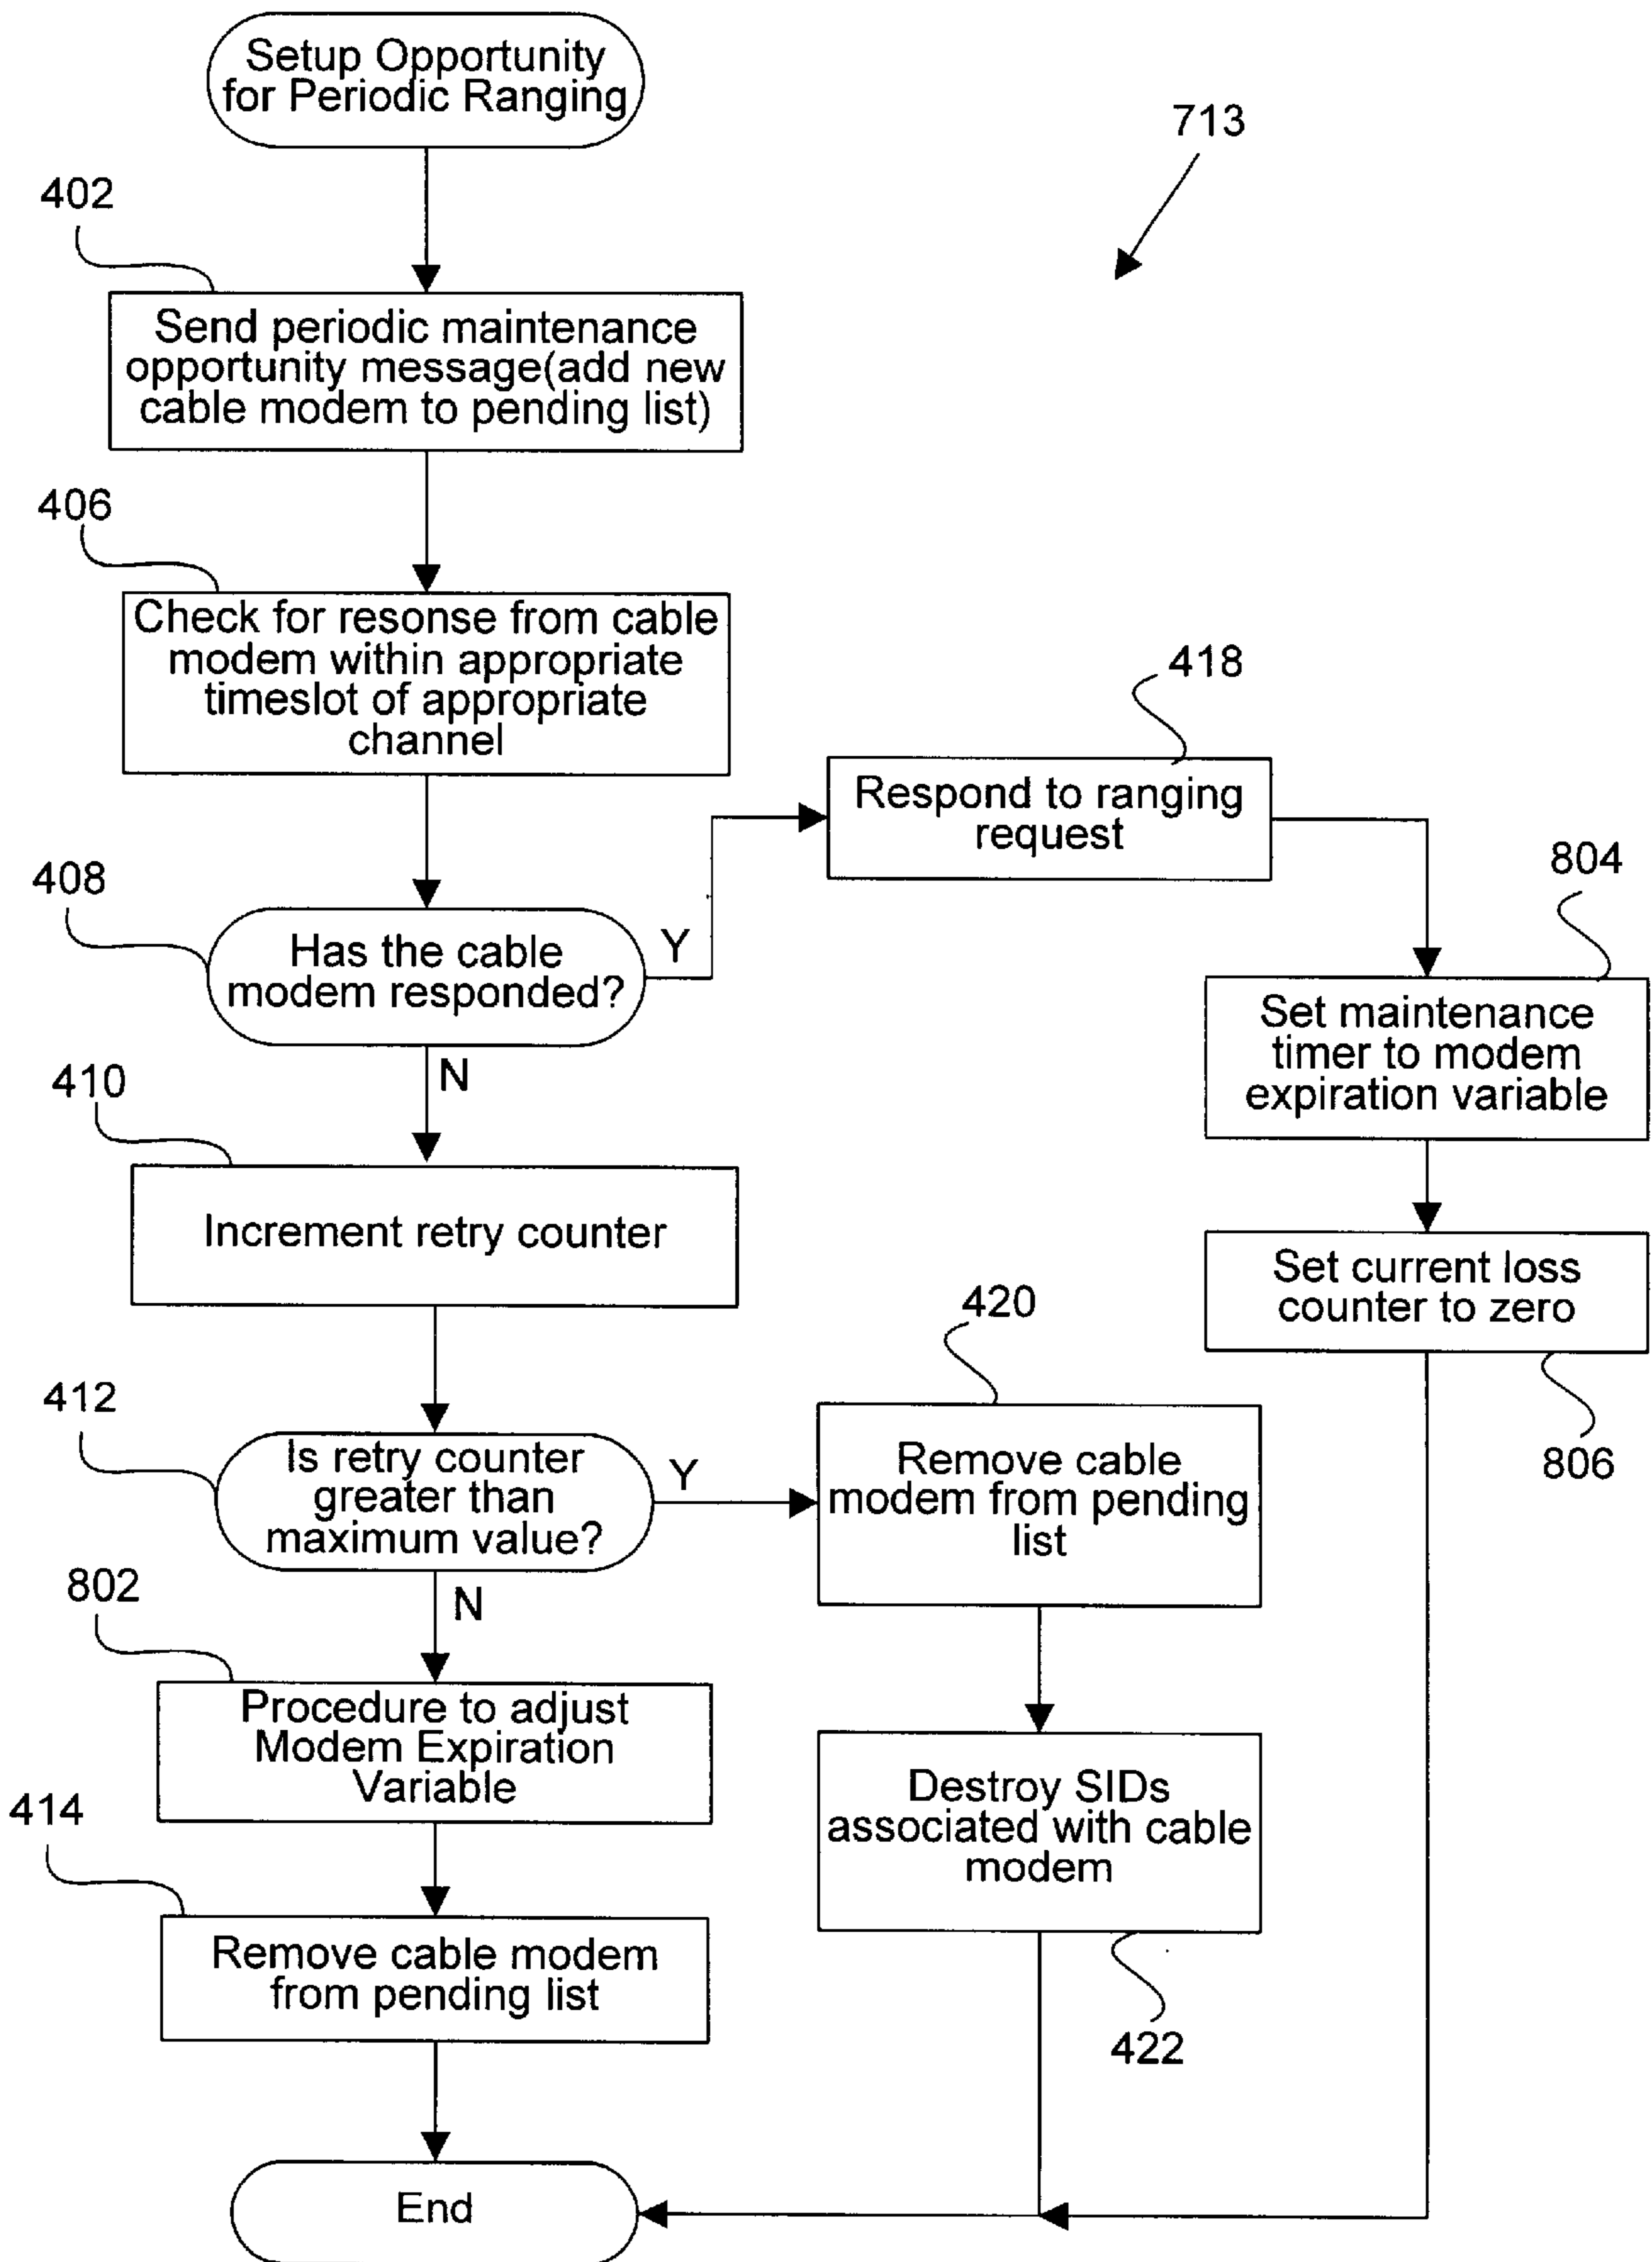 Setup Opportunity
for Periodic Ranging
713
402
Send periodic maintenance
opportunity message(add new
cable modem to pending list)
406
Check for resonse from cable
modem within appropriate
timeslot of appropriate
channel
418
Respond to ranging
request
408
Has the cable
modem responded?
Y
N
804
Set maintenance
timer to modem
expiration variable
410
Increment retry counter
Set current loss
counter to zero
806
420
412
Is retry counter
greater than
maximum value?
Y
N
Remove cable
modem from pending
list
802
Procedure to adjust
Modem Expiration
Variable
Destroy SIDs
associated with cable
modem
422
414
Remove cable modem
from pending list
End